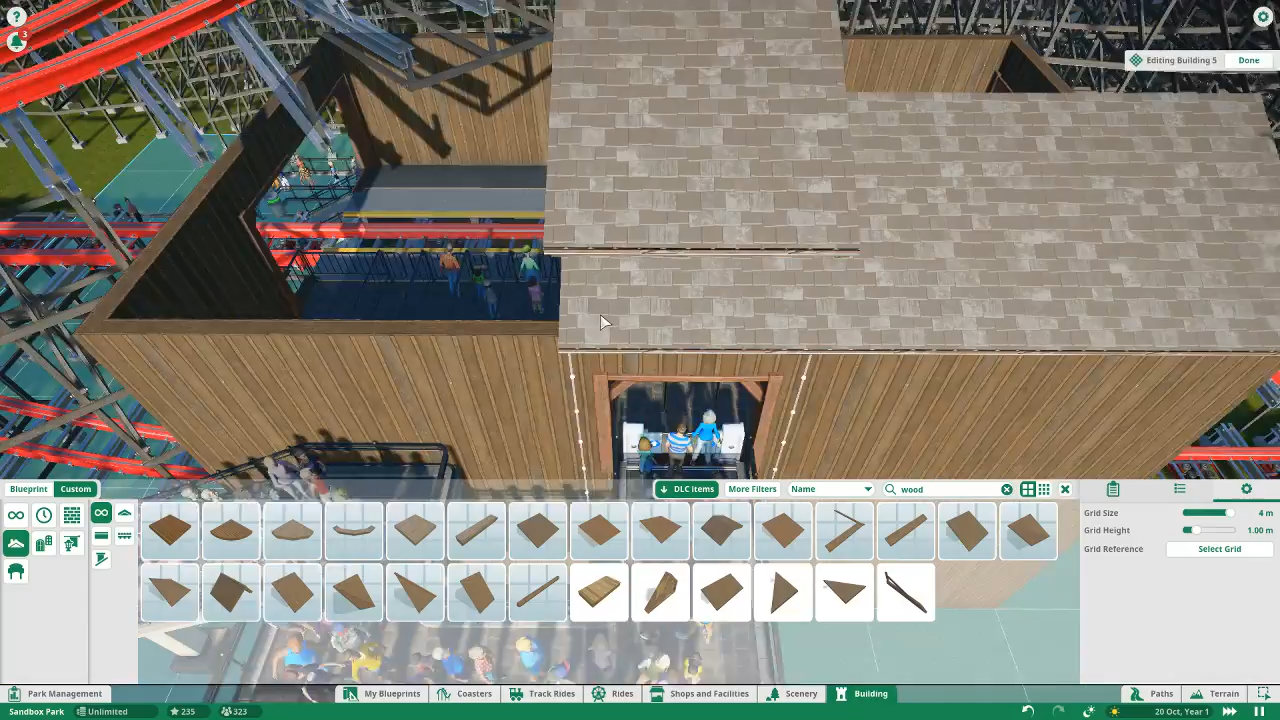 ?
3
Editing Building 5 Done
Blueprint Custom
DLC Items More Filters Name wood
Grid Size 4 m
Grid Height 1.00 m
Grid Reference Select Grid
Park Management My Blueprints Coasters Track Rides Rides Shops and Facilities Scenery Building Paths Terrain
Sandbox Park Unlimited 235 323 20 Oct, Year 1